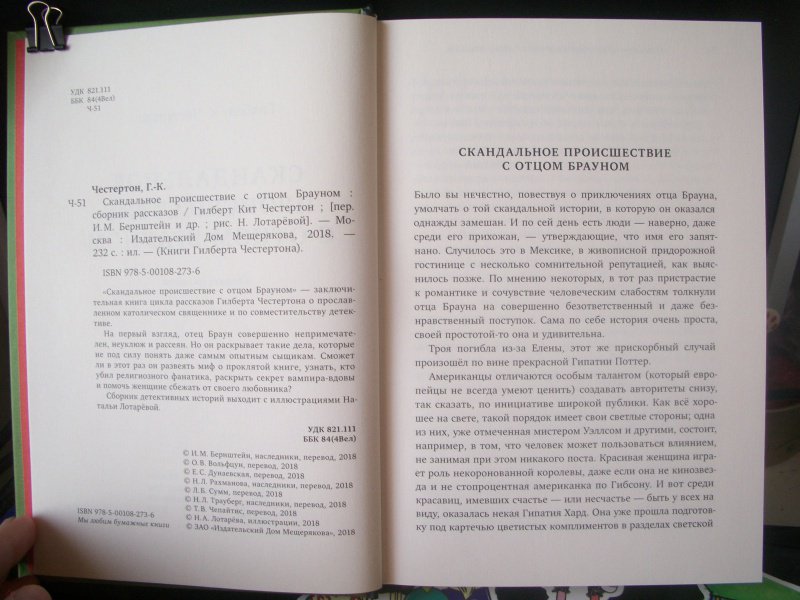 УДК 821.111
ББК 84(4Вел)
Ч-51
Честертон, Г.-К.
Ч-51 Скандальное происшествие с отцом Брауном :
сборник рассказов / Гилберт Кит Честертон ; [пер.
И.М. Бернштейн и др. ; рис. Н. Лотарёвой]. — Мо-
сква : Издательский Дом Мещерякова, 2018. —
232 с. : ил. — (Книги Гилберта Честертона).
ISBN 978-5-00108-273-6
«Скандальное происшествие с отцом Брауном» — заключи-
тельная книга цикла рассказов Гилберта Честертона о прослав-
ленном католическом священнике и по совместительству детек-
тиве.
На первый взгляд, отец Браун совершенно непримечате-
лен, неуклюж и рассеян. Но он раскрывает такие дела, которые
не под силу понять даже самым опытным сыщикам. Сможет
ли в этот раз он развеять миф о проклятой книге, узнать, кто
убил религиозного фанатика, раскрыть секрет вампира-вдовы
и помочь женщине сбежать от своего любовника?
Сборник детективных историй выходит с иллюстрациями На-
тальи Лотарёвой.
УДК 821.111
ББК 84(4Вел)
© И.М. Бернштейн, наследники, перевод, 2018
© О.В. Вольфцун, перевод, 2018
© Е.С. Дунаевская, перевод, 2018
© Н.Л. Рахманова, наследники, перевод, 2018
© Л.Б. Сумм, перевод, 2018
© Н.Л. Трауберг, наследники, перевод, 2018
© Т.В. Чепайтис, перевод, 2018
© Н.А. Лотарёва, иллюстрации, 2018
© ЗАО «Издательский Дом Мещерякова», 2018
ISBN 978-5-00108-273-6
Мы любим бумажные книги
СКАНДАЛЬНОЕ ПРОИСШЕСТВИЕ
С ОТЦОМ БРАУНОМ
Было бы нечестно, повествуя о приключениях отца Брауна,
умолчать о той скандальной истории, в которую он оказался
однажды замешан. И по сей день есть люди — наверно, даже
среди его прихожан, — утверждающие, что имя его запят-
нано. Случилось это в Мексике, в живописной придорожной
гостинице с несколько сомнительной репутацией, как выяс-
нилось позже. По мнению некоторых, в тот раз пристрастие
к романтике и сочувствие человеческим слабостям толкнули
отца Брауна на совершенно безответственный и даже без-
нравственный поступок. Сама по себе история очень проста,
своей простотой-то она и удивительна.
Троя погибла из-за Елены, этот же прискорбный случай
произошёл по вине прекрасной Гипатии Поттер.
Американцы отличаются особым талантом (который евро-
пейцы не всегда умеют ценить) создавать авторитеты снизу,
так сказать, по инициативе широкой публики. Как всё хоро-
шее на свете, такой порядок имеет свои светлые стороны; одна
из них, уже отмеченная мистером Уэллсом и другими, состоит,
например, в том, что человек может пользоваться влиянием,
не занимая при этом никакого поста. Красивая женщина игра-
ет роль некоронованной королевы, даже если она не кинозвез-
да и не стопроцентная американка по Гибсону. И вот среди
красавиц, имевших счастье — или несчастье — быть у всех на
виду, оказалась некая Гипатия Хард. Она уже прошла подготов-
ку под картечью цветистых комплиментов в разделах светской